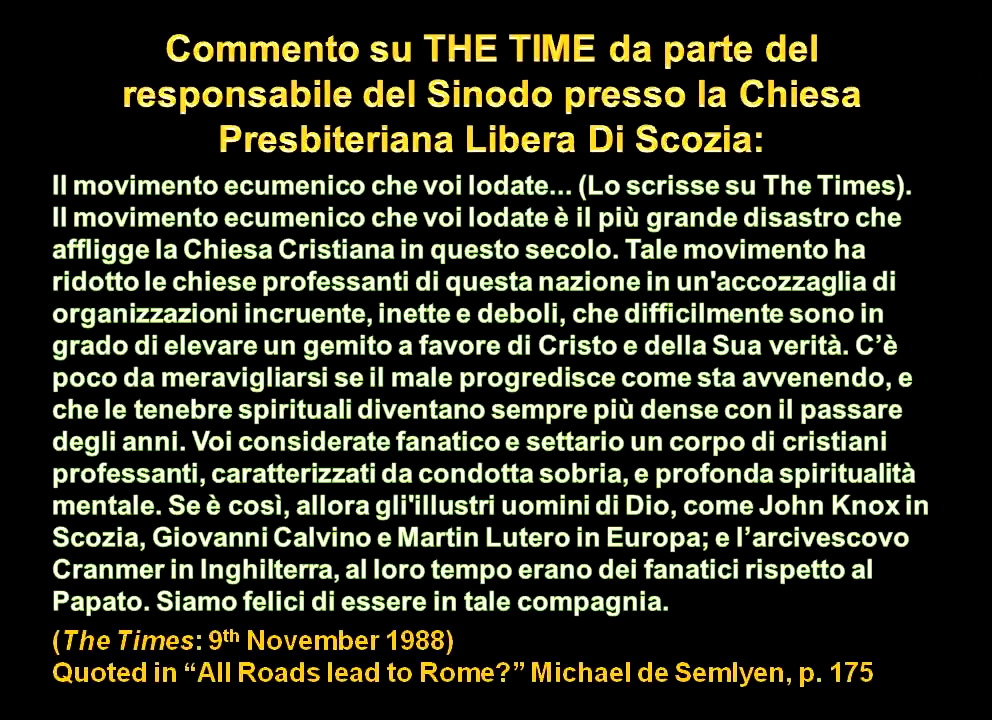 Commento su THE TIME da parte del
responsabile del Sinodo presso la Chiesa
Presbiteriana Libera Di Scozia:
Il movimento ecumenico che voi lodate... (Lo scrisse su The Times).
Il movimento ecumenico che voi lodate è il più grande disastro che
affligge la Chiesa Cristiana in questo secolo. Tale movimento ha
ridotto le chiese professanti di questa nazione in un'accozzaglia di
organizzazioni incruente, inette e deboli, che difficilmente sono in
grado di elevare un gemito a favore di Cristo e della Sua verità. C’è
poco da meravigliarsi se il male progredisce come sta avvenendo, e
che le tenebre spirituali diventano sempre più dense con il passare
degli anni. Voi considerate fanatico e settario un corpo di cristiani
professanti, caratterizzati da condotta sobria, e profonda spiritualità
mentale. Se è così, allora gli'illustri uomini di Dio, come John Knox in
Scozia, Giovanni Calvino e Martin Lutero in Europa; e l’arcivescovo
Cranmer in Inghilterra, al loro tempo erano dei fanatici rispetto al
Papato. Siamo felici di essere in tale compagnia.
(The Times: 9th November 1988)
Quoted in “All Roads lead to Rome?” Michael de Semlyen, p. 175